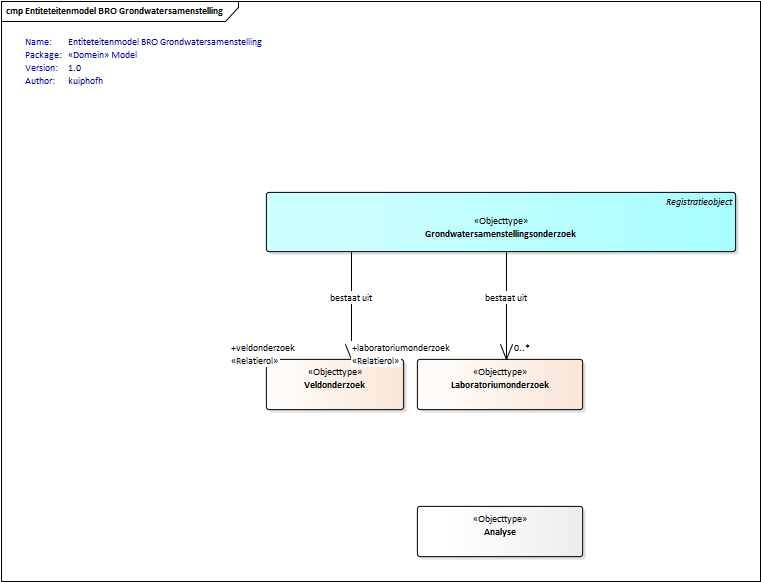 cmp Entiteteitenmodel BRO Grondwatersamenstelling
Name: Entiteteitenmodel BRO Grondwatersamenstelling
Package: «Domein» Model
Version: 1.0
Author: kuiphofh
Registratieobject
«Objecttype»
Grondwatersamenstellingsonderzoek
bestaat uit
bestaat uit
+veldonderzoek
«Relatierol»
+laboratoriumonderzoek
«Relatierol»
0..*
«Objecttype»
Veldonderzoek
«Objecttype»
Laboratoriumonderzoek
«Objecttype»
Analyse